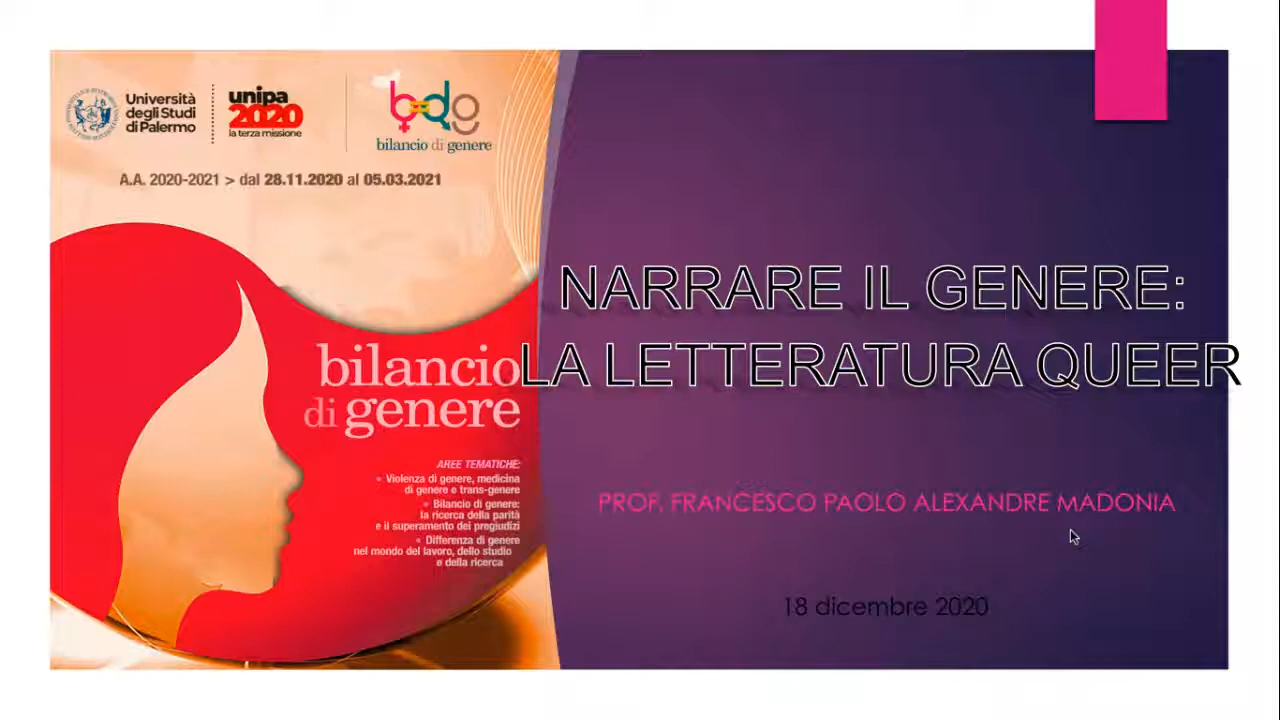 Università
degli Studi
di Palermo
unipa
2020
la terza missione
bdg
bilancio di genere
A.A. 2020-2021 > dal 28.11.2020 al 05.03.2021
bilancio
di genere
AREE TEMATICHE:
• Violenza di genere, medicina
di genere e trans-genere
• Bilancio di genere:
la ricerca della parità
e il superamento dei pregiudizi
• Differenza di genere
nel mondo del lavoro, dello studio
e della ricerca
NARRARE IL GENERE:
LA LETTERATURA QUEER
PROF. FRANCESCO PAOLO ALEXANDRE MADONIA
18 dicembre 2020